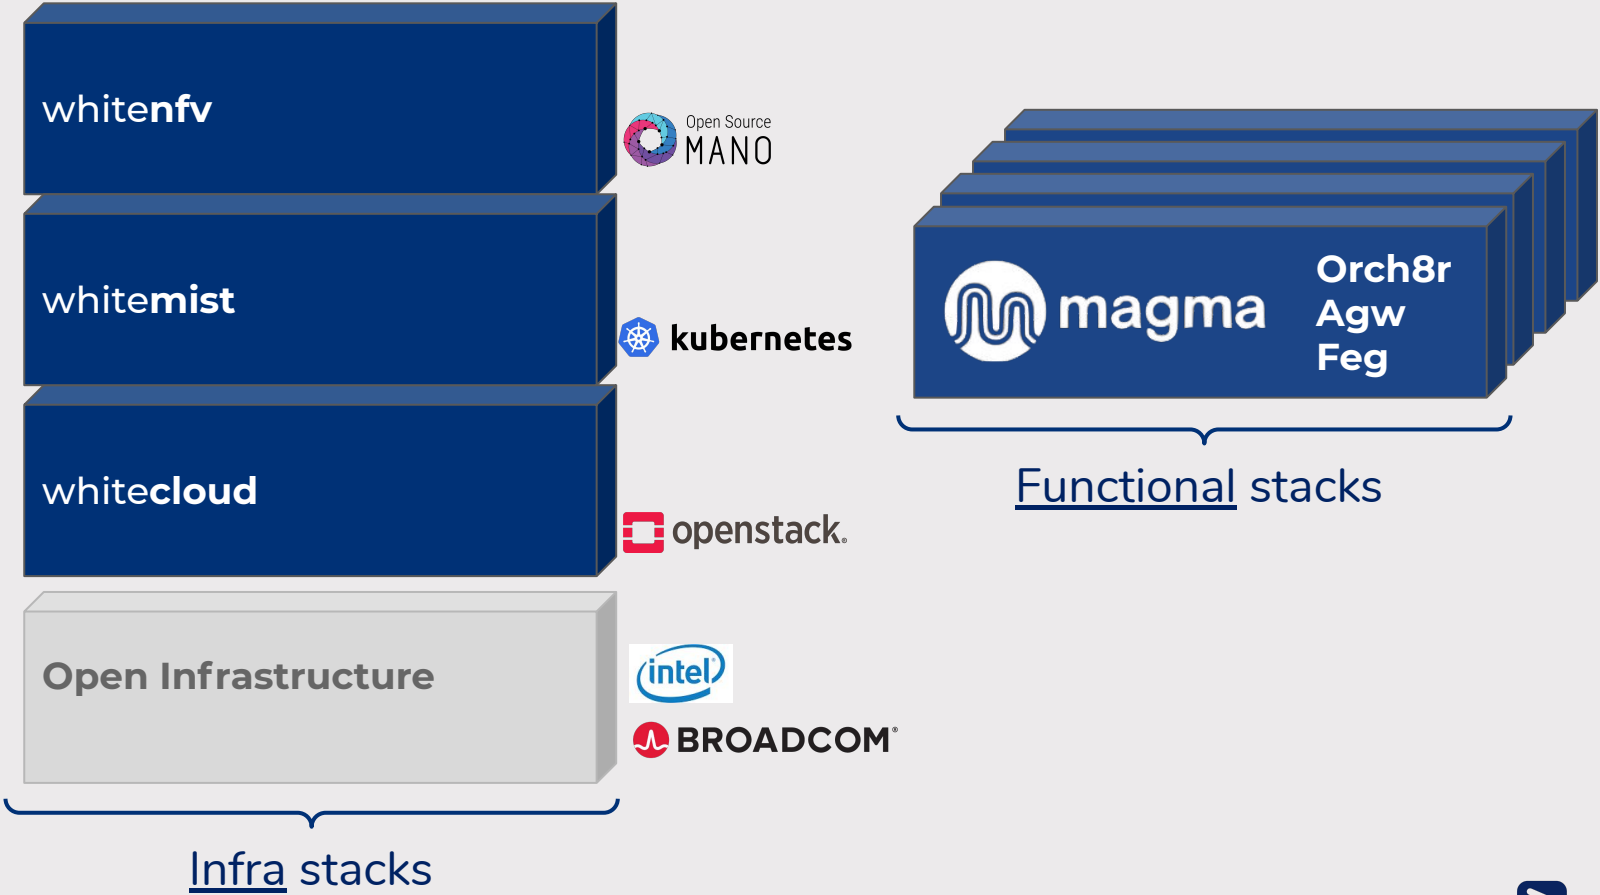 whitenfv
Open Source
MANO
whitemist
kubernetes
whitecloud
openstack.
Open Infrastructure
intel
BROADCOM®
Infra stacks
magma
Orch8r
Agw
Feg
Functional stacks